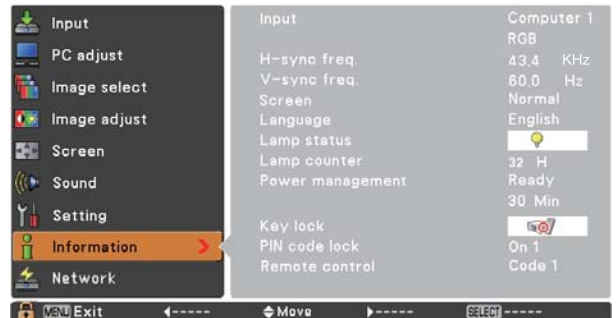 Input
PC adjust
Image select
Image adjust
Screen
Sound
Setting
Information
Network
Input Computer 1
RGB
H-sync freq. 43.4 KHz
V-sync freq. 60.0 Hz
Screen Normal
Language English
Lamp status
Lamp counter 32 H
Power management Ready
30 Min
Key lock
PIN code lock On 1
Remote control Code 1
MENU Exit ◀----- ◆Move ▶----- SELECT -----